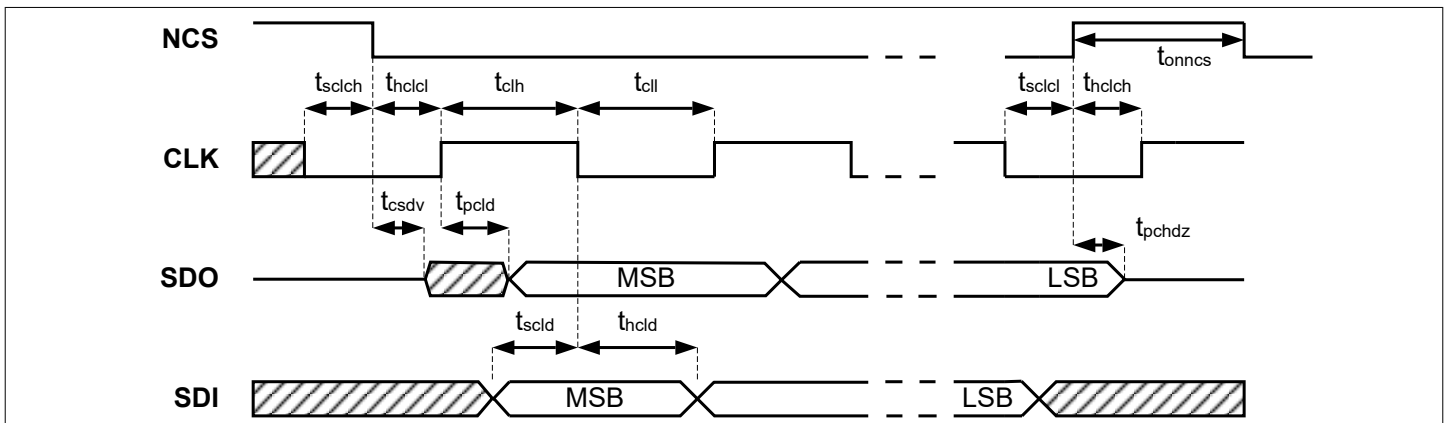 NCS
tonncs
tsclch thclcl tclh tcll tsclcl thclch
CLK
tcsdv tpcld
tpchdz
SDO MSB LSB
tscld thcld
SDI MSB LSB